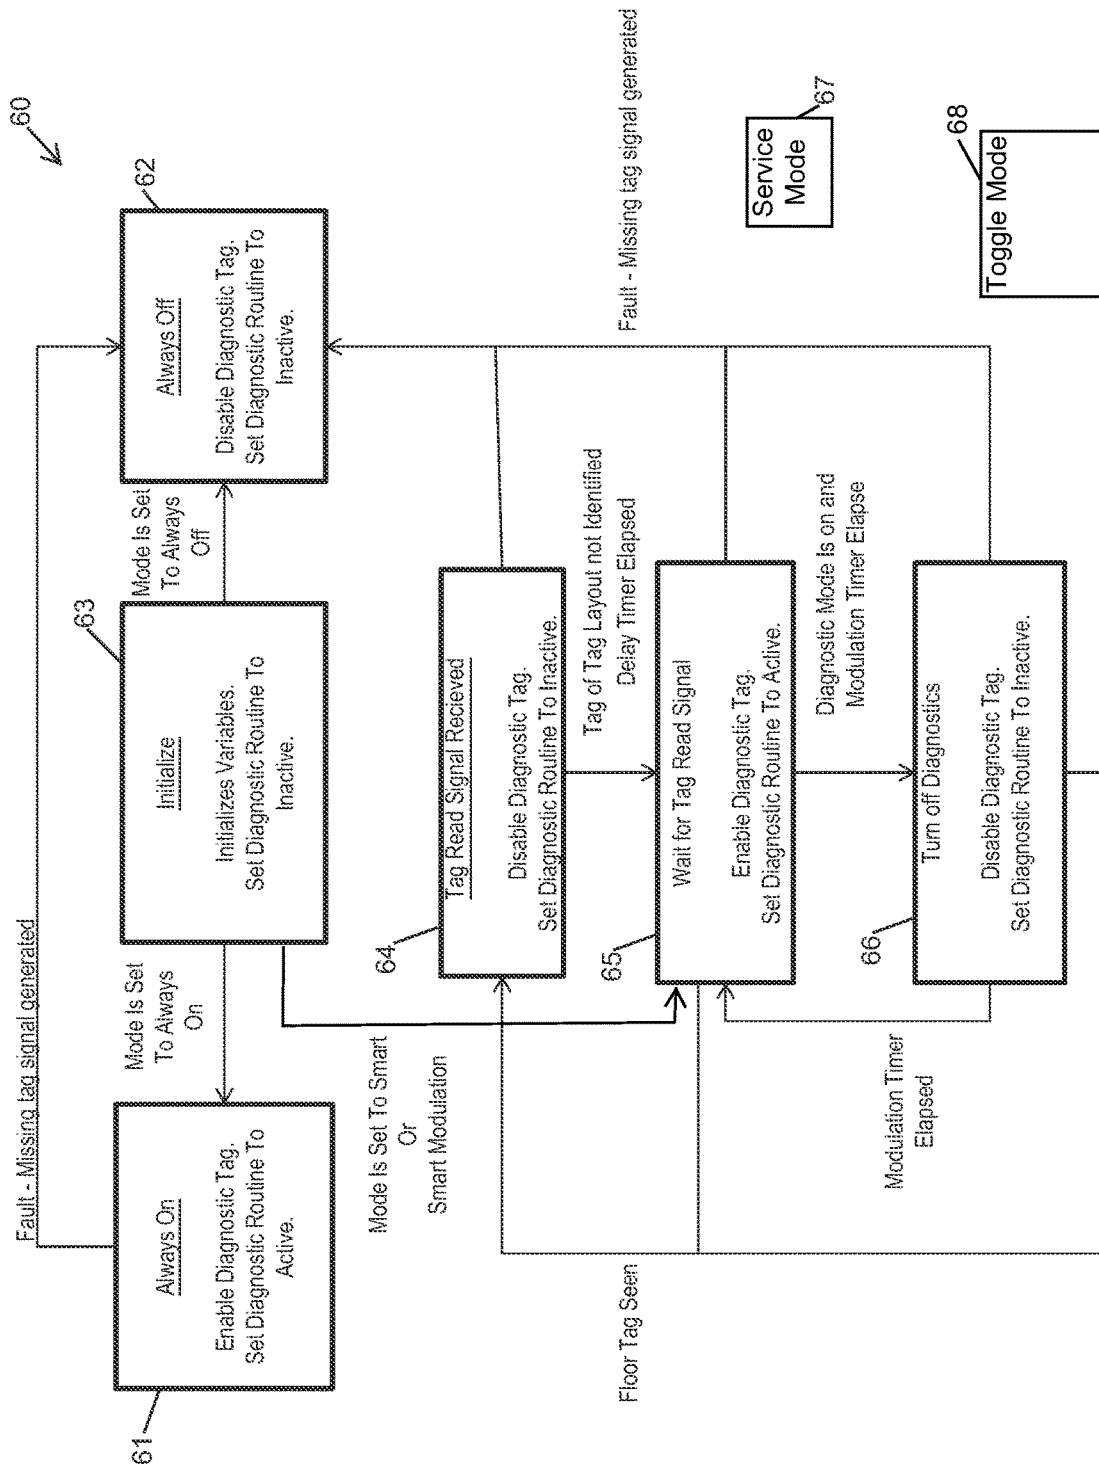 60
Fault - Missing tag signal generated
61
Always On
Enable Diagnostic Tag.
Set Diagnostic Routine To
Active.
Mode Is Set
To Always
On
63
Initialize
Initializes Variables.
Set Diagnostic Routine To
Inactive.
Mode Is Set
To Always
Off
62
Always Off
Disable Diagnostic Tag.
Set Diagnostic Routine To
Inactive.
Mode Is Set To Smart
Or
Smart Modulation
64
Tag Read Signal Recieved
Disable Diagnostic Tag.
Set Diagnostic Routine To Inactive.
Tag of Tag Layout not Identified
Delay Timer Elapsed
Fault - Missing tag signal generated
Floor Tag Seen
65
Wait for Tag Read Signal
Enable Diagnostic Tag.
Set Diagnostic Routine To Active.
Service
Mode
67
Diagnostic Mode Is on and
Modulation Timer Elapse
Modulation Timer
Elapsed
66
Turn off Diagnostics
Disable Diagnostic Tag.
Set Diagnostic Routine To Inactive.
68
Toggle Mode